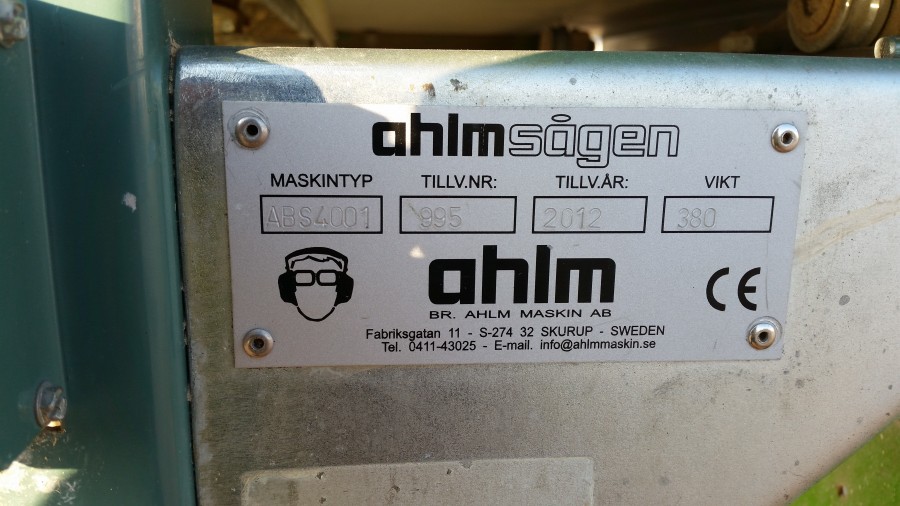 ahlmsågen
MASKINTYP TILLV.NR: TILLV.ÅR: VIKT
ABS4001 995 2012 380
ahlm CE
BR. AHLM MASKIN AB
Fabriksgatan 11 - S-274 32 SKURUP - SWEDEN
Tel. 0411-43025 - E-mail. info@ahlmmaskin.se